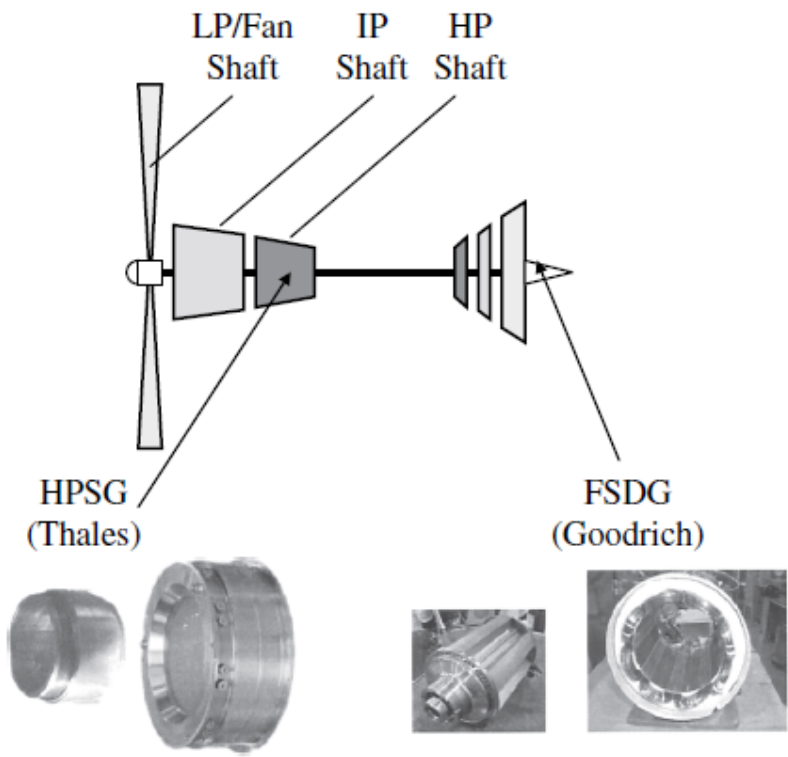 LP/Fan
Shaft
IP
Shaft
HP
Shaft
HPSG
(Thales)
FSDG
(Goodrich)